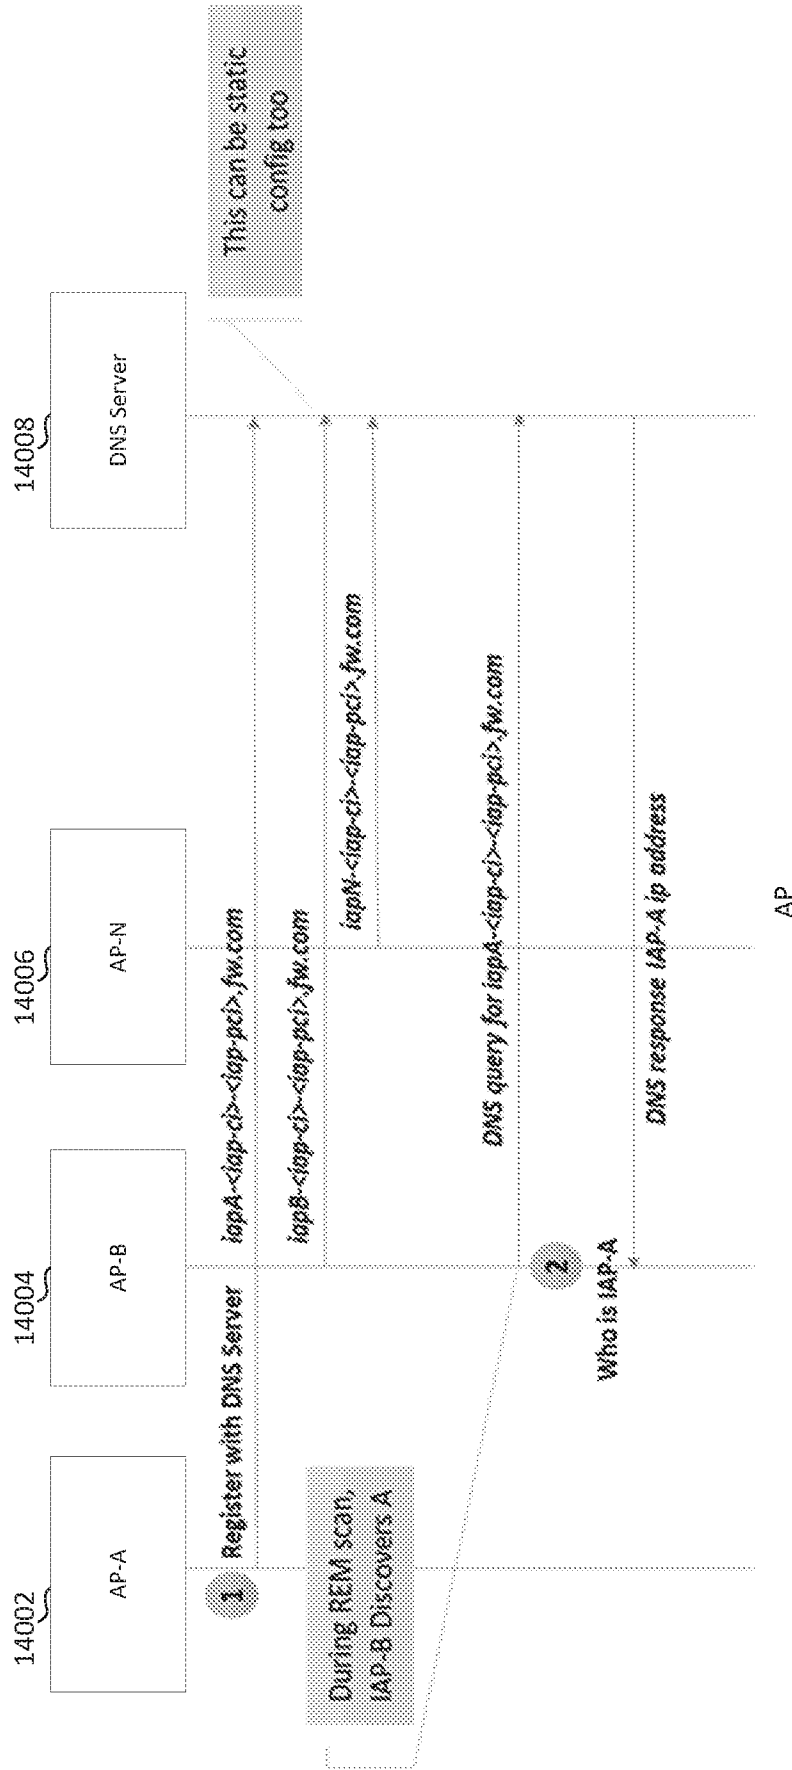 14002
14004
14006
14008
AP-A
AP-B
AP-N
DNS Server
1
Register with DNS Server
iapA-<iap-ci>-<iap-pci>.fw.com
This can be static
config too
iapB-<iap-ci>-<iap-pci>.fw.com
iapN-<iap-ci>-<iap-pci>.fw.com
During REM scan,
IAP-B Discovers A
DNS query for iapA-<iap-ci>-<iap-pci>.fw.com
2
Who is IAP-A
DNS response IAP-A ip address
AP